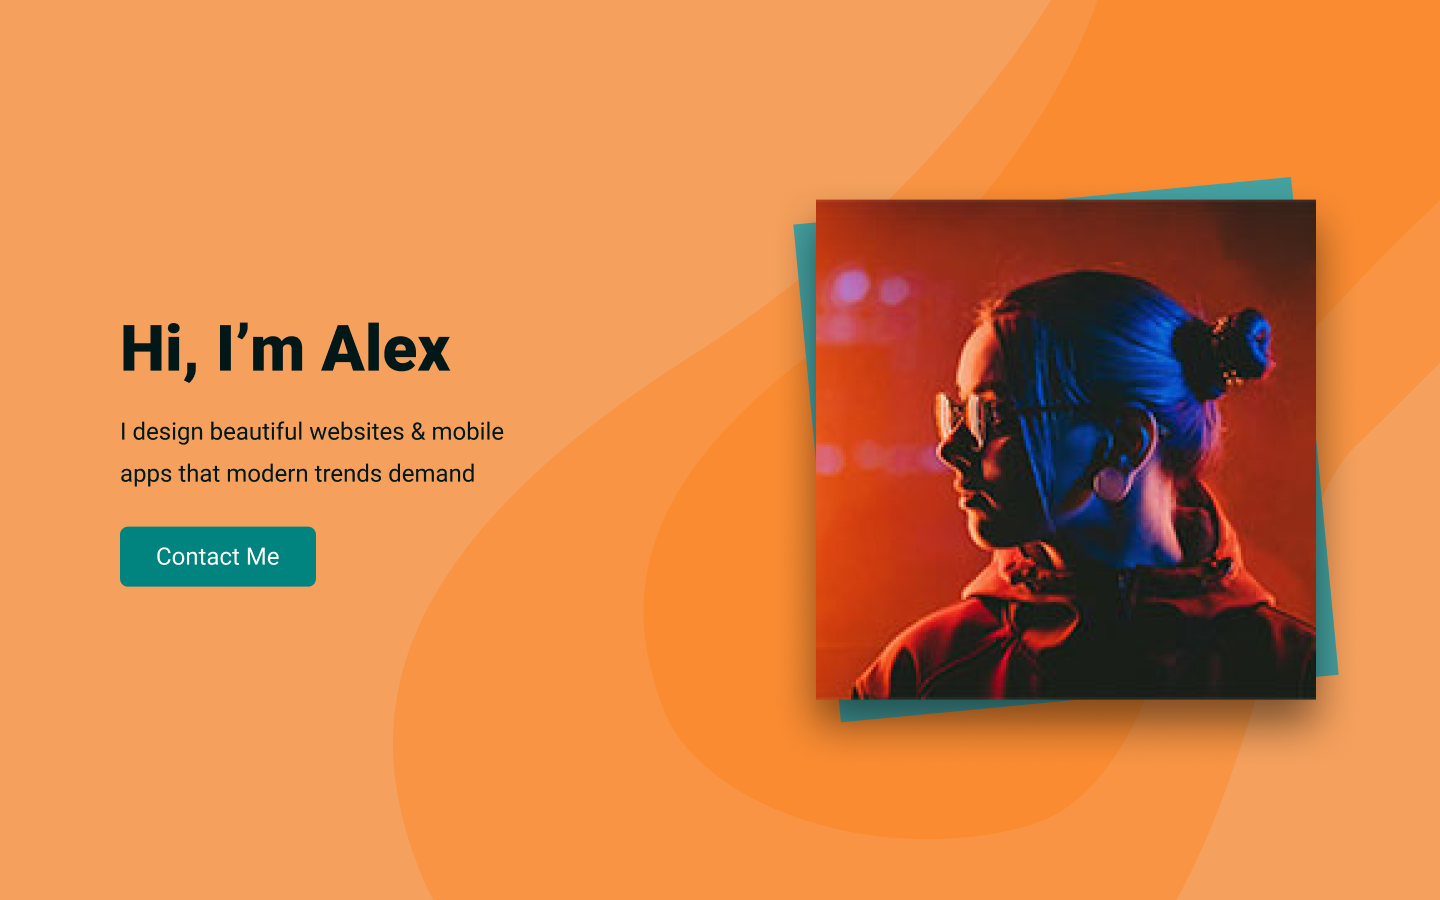 Hi, I’m Alex
I design beautiful websites & mobile
apps that modern trends demand
Contact Me